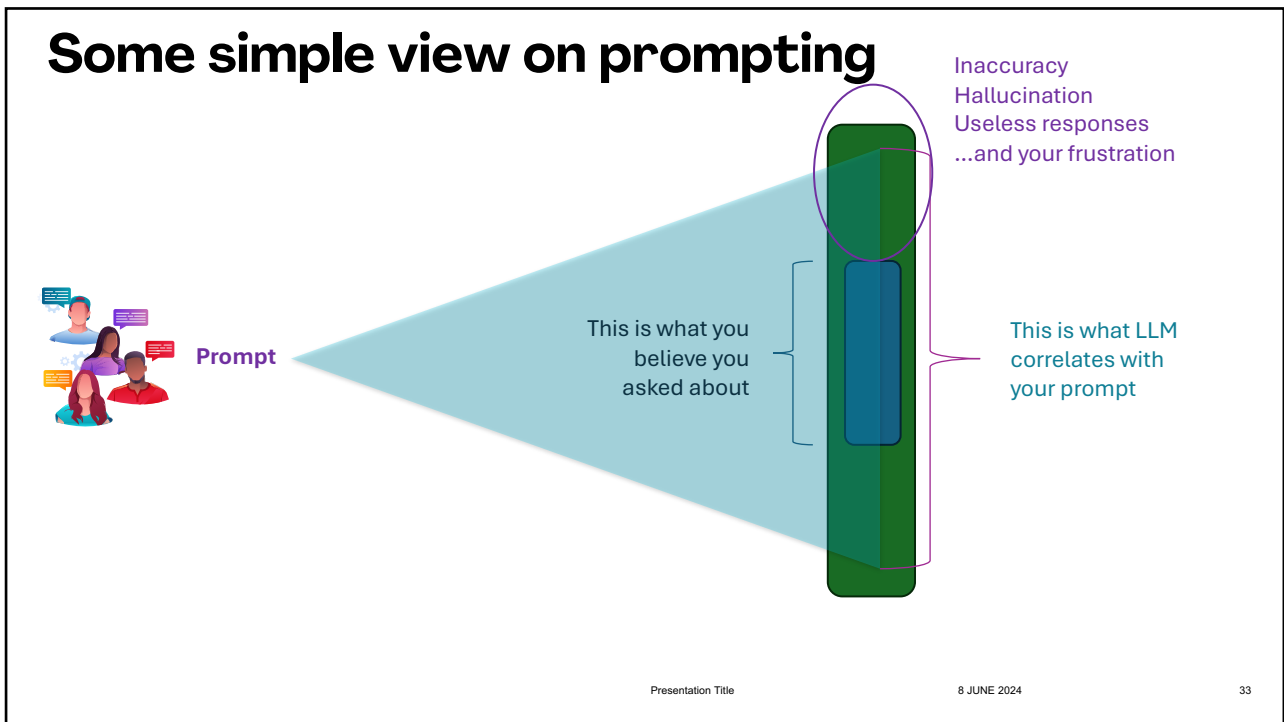 Some simple view on prompting
Inaccuracy
Hallucination
Useless responses
...and your frustration
Prompt
This is what you
believe you
asked about
This is what LLM
correlates with
your prompt
Presentation Title
8 JUNE 2024
33